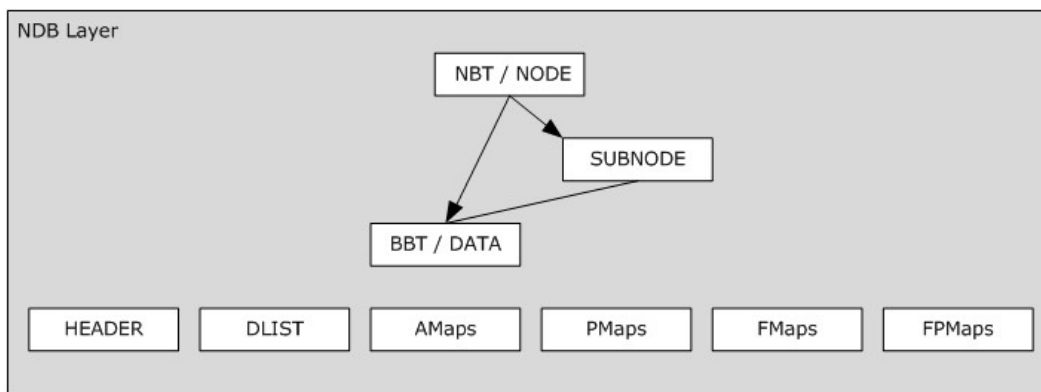 NDB Layer
NBT / NODE
SUBNODE
BBT / DATA
HEADER
DLIST
AMaps
PMaps
FMaps
FPMaps